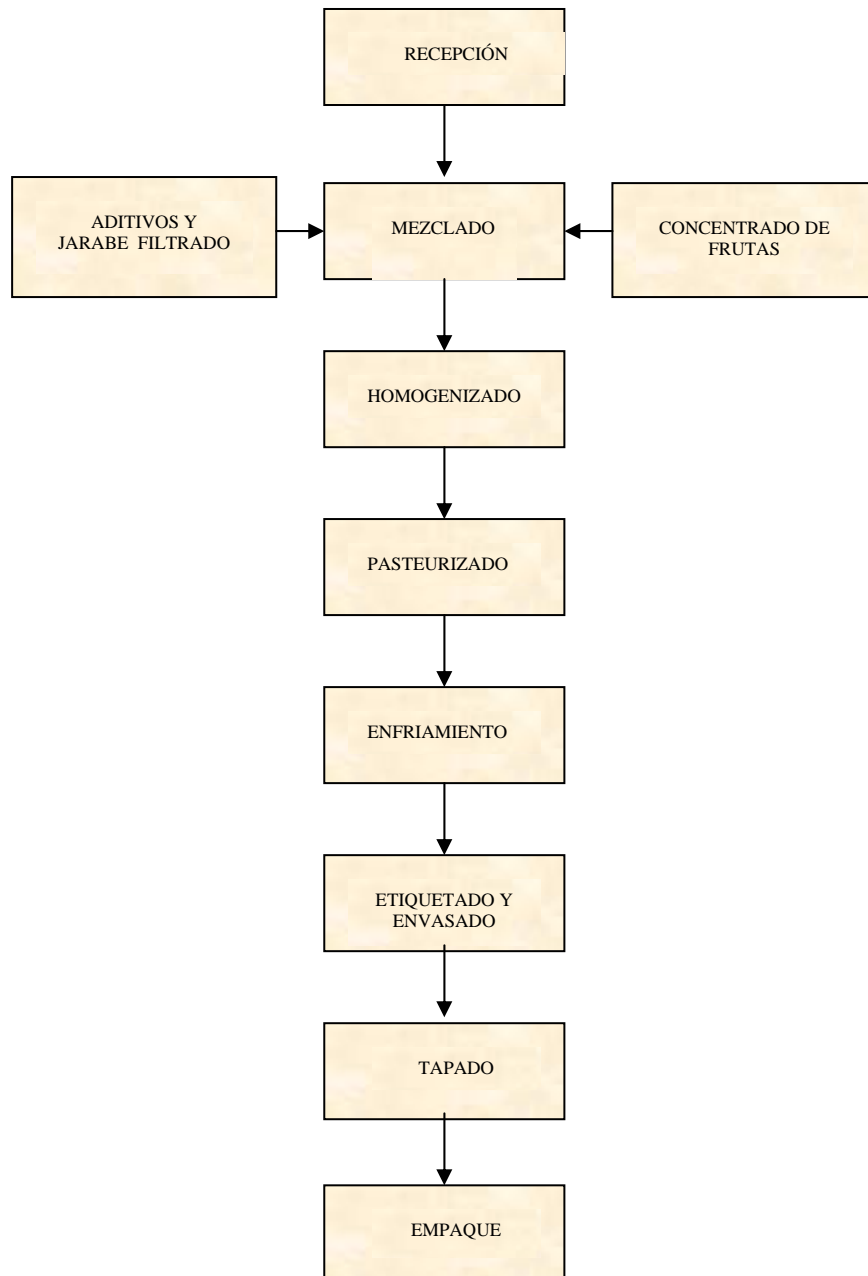 RECEPCIÓN
ADITIVOS Y
JARABE FILTRADO
MEZCLADO
CONCENTRADO DE
FRUTAS
HOMOGENIZADO
PASTEURIZADO
ENFRIAMIENTO
ETIQUETADO Y
ENVASADO
TAPADO
EMPAQUE